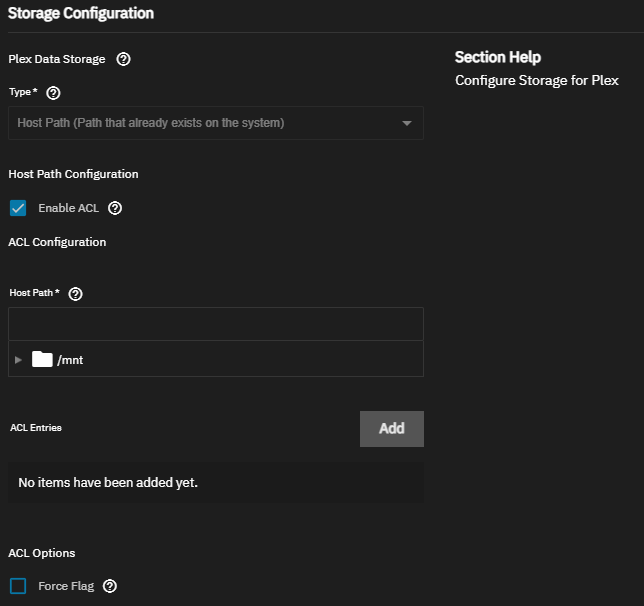 Storage Configuration
Plex Data Storage
Type *
Host Path (Path that already exists on the system)
Host Path Configuration
Enable ACL
ACL Configuration
Host Path *
/mnt
ACL Entries
Add
No items have been added yet.
ACL Options
Force Flag
Section Help
Configure Storage for Plex